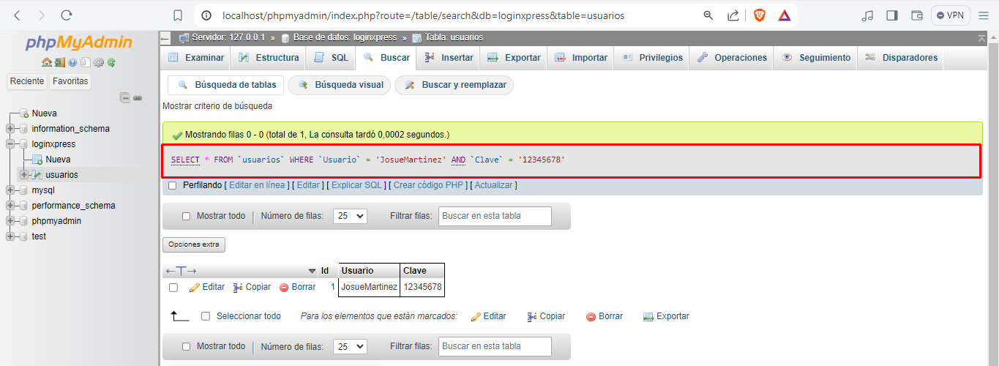 localhost/phpmyadmin/index.php?route=/table/search&db=loginxpress&table=usuarios
VPN
phpMyAdmin
Reciente Favoritas
Nueva
information_schema
loginxpress
Nueva
usuarios
mysql
performance_schema
phpmyadmin
test
Servidor: 127.0.0.1 » Base de datos: loginxpress » Tabla: usuarios
Examinar Estructura SQL Buscar Insertar Exportar Importar Privilegios Operaciones Seguimiento Disparadores
Búsqueda de tablas Búsqueda visual Buscar y reemplazar
Mostrar criterio de búsqueda
Mostrando filas 0 - 0 (total de 1, La consulta tardó 0,0002 segundos.)
SELECT * FROM `usuarios` WHERE `Usuario` = 'JosueMartinez' AND `Clave` = '12345678'
Perfilando [ Editar en línea ] [ Editar ] [ Explicar SQL ] [ Crear código PHP ] [ Actualizar ]
Mostrar todo Número de filas: 25 Filtrar filas: Buscar en esta tabla
Opciones extra
←T→ Id Usuario Clave
Editar Copiar Borrar 1 JosueMartinez 12345678
Seleccionar todo Para los elementos que están marcados: Editar Copiar Borrar Exportar
Mostrar todo Número de filas: 25 Filtrar filas: Buscar en esta tabla